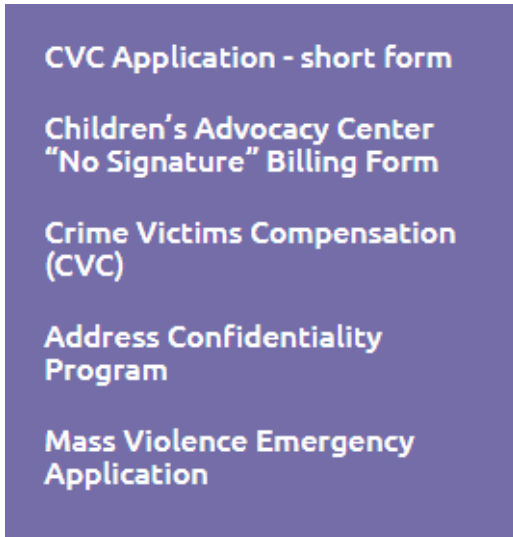 CVC Application - short form
Children’s Advocacy Center
“No Signature” Billing Form
Crime Victims Compensation
(CVC)
Address Confidentiality
Program
Mass Violence Emergency
Application